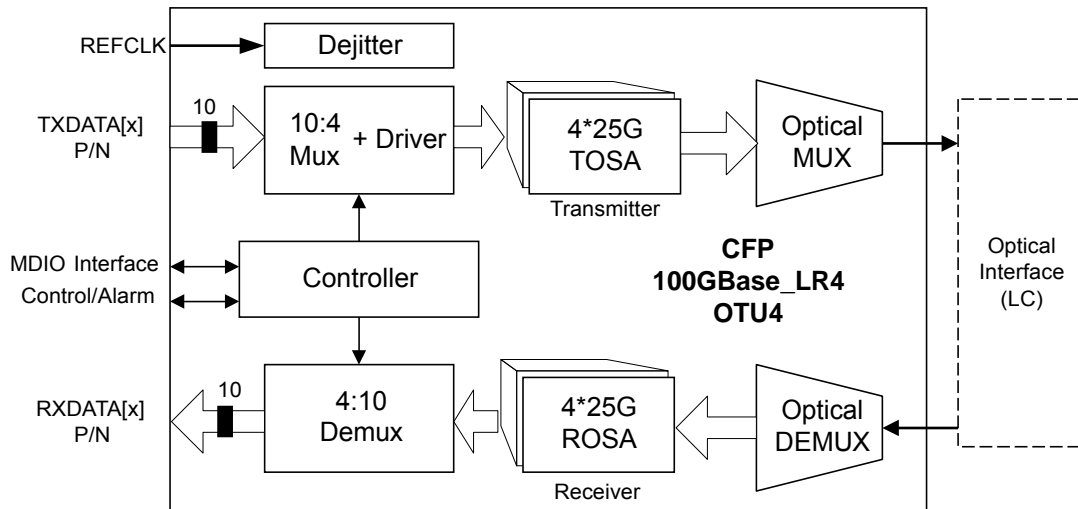 REFCLK
Dejitter
TXDATA[x]
P/N
10
10:4
Mux
+ Driver
4*25G
TOSA
Transmitter
Optical
MUX
MDIO Interface
Control/Alarm
Controller
CFP
100GBase_LR4
OTU4
Optical
Interface
(LC)
RXDATA[x]
P/N
10
4:10
Demux
4*25G
ROSA
Receiver
Optical
DEMUX